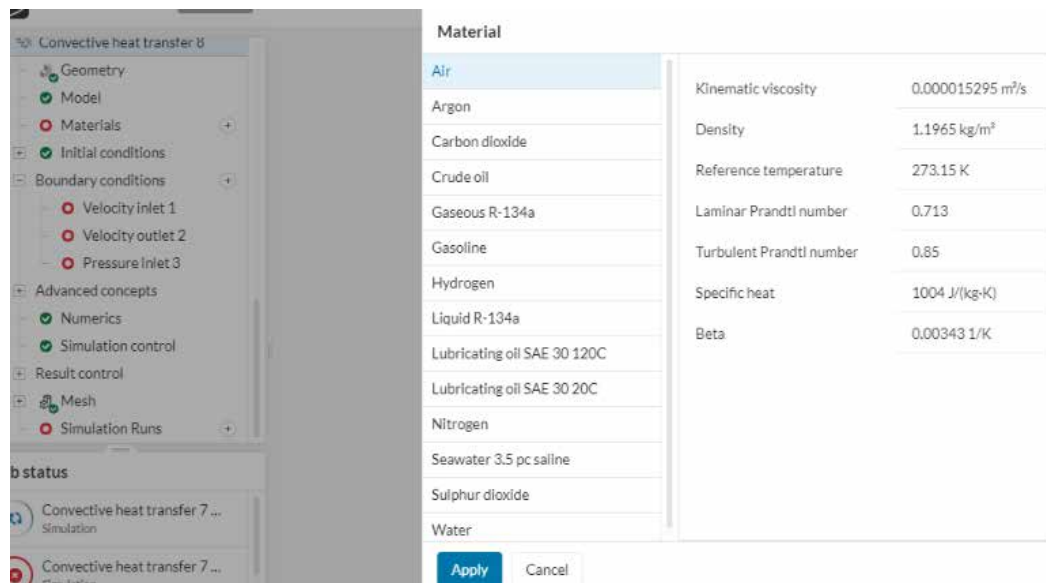 Convective heat transfer 8
Geometry
Model
Materials
Initial conditions
Boundary conditions
Velocity inlet 1
Velocity outlet 2
Pressure inlet 3
Advanced concepts
Numerics
Simulation control
Result control
Mesh
Simulation Runs
b status
Convective heat transfer 7 ...
Simulation
Convective heat transfer 7 ...
Material
Air
Argon
Carbon dioxide
Crude oil
Gaseous R-134a
Gasoline
Hydrogen
Liquid R-134a
Lubricating oil SAE 30 120C
Lubricating oil SAE 30 20C
Nitrogen
Seawater 3.5 pc saline
Sulphur dioxide
Water
Kinematic viscosity 0.000015295 m²/s
Density 1.1965 kg/m³
Reference temperature 273.15 K
Laminar Prandtl number 0.713
Turbulent Prandtl number 0.85
Specific heat 1004 J/(kg·K)
Beta 0.00343 1/K
Apply Cancel